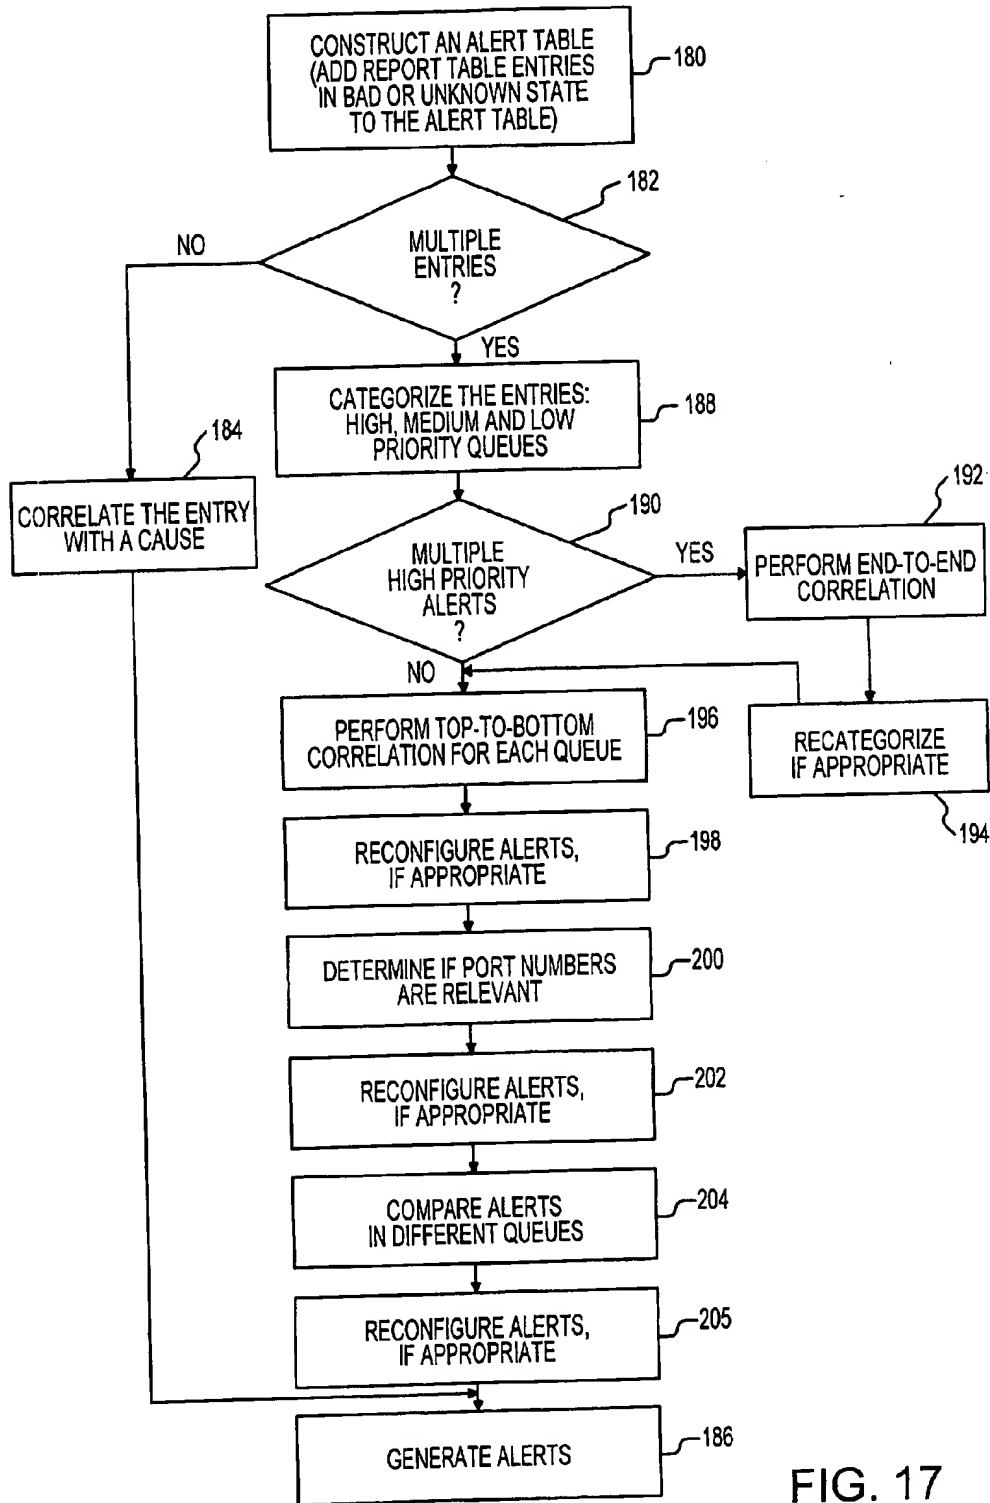 CONSTRUCT AN ALERT TABLE
(ADD REPORT TABLE ENTRIES
IN BAD OR UNKNOWN STATE
TO THE ALERT TABLE)
180
182
MULTIPLE
ENTRIES
?
NO
YES
CATEGORIZE THE ENTRIES:
HIGH, MEDIUM AND LOW
PRIORITY QUEUES
188
184
CORRELATE THE ENTRY
WITH A CAUSE
190
MULTIPLE
HIGH PRIORITY
ALERTS
?
YES
192
PERFORM END-TO-END
CORRELATION
NO
PERFORM TOP-TO-BOTTOM
CORRELATION FOR EACH QUEUE
196
RECATEGORIZE
IF APPROPRIATE
194
RECONFIGURE ALERTS,
IF APPROPRIATE
198
DETERMINE IF PORT NUMBERS
ARE RELEVANT
200
RECONFIGURE ALERTS,
IF APPROPRIATE
202
COMPARE ALERTS
IN DIFFERENT QUEUES
204
RECONFIGURE ALERTS,
IF APPROPRIATE
205
GENERATE ALERTS
186
FIG. 17